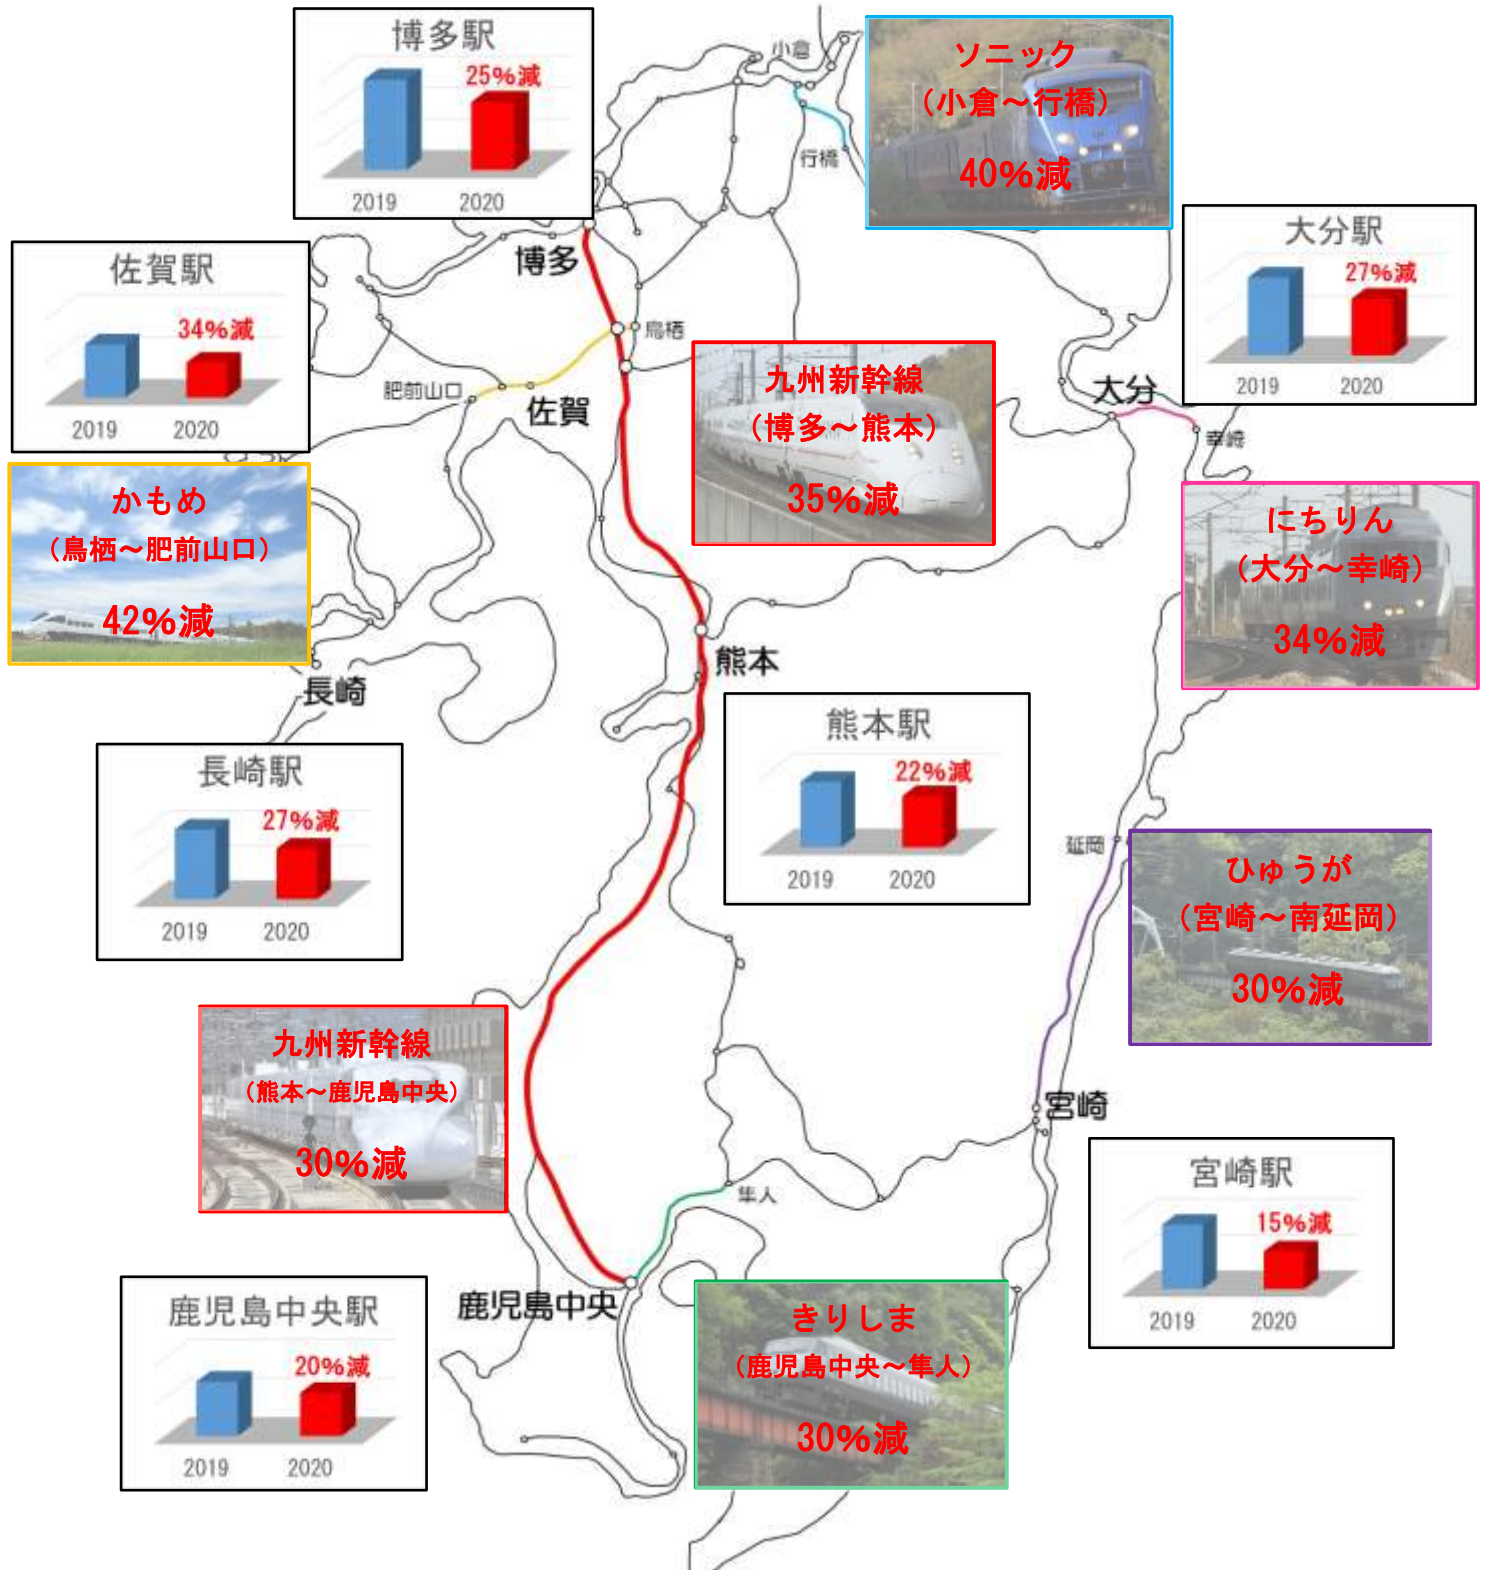 博多駅
25%減
2019
2020
小倉
行橋
ソニック
(小倉～行橋)
40%減
博多
佐賀駅
34%減
2019
2020
大分駅
27%減
2019
2020
鳥栖
肥前山口
佐賀
九州新幹線
(博多～熊本)
35%減
大分
幸崎
かもめ
(鳥栖～肥前山口)
42%減
にちりん
(大分～幸崎)
34%減
長崎
熊本
長崎駅
27%減
2019
2020
熊本駅
22%減
2019
2020
延岡
ひゅうが
(宮崎～南延岡)
30%減
九州新幹線
(熊本～鹿児島中央)
30%減
宮崎
隼人
宮崎駅
15%減
2019
2020
鹿児島中央
鹿児島中央駅
20%減
2019
2020
きりしま
(鹿児島中央～隼人)
30%減